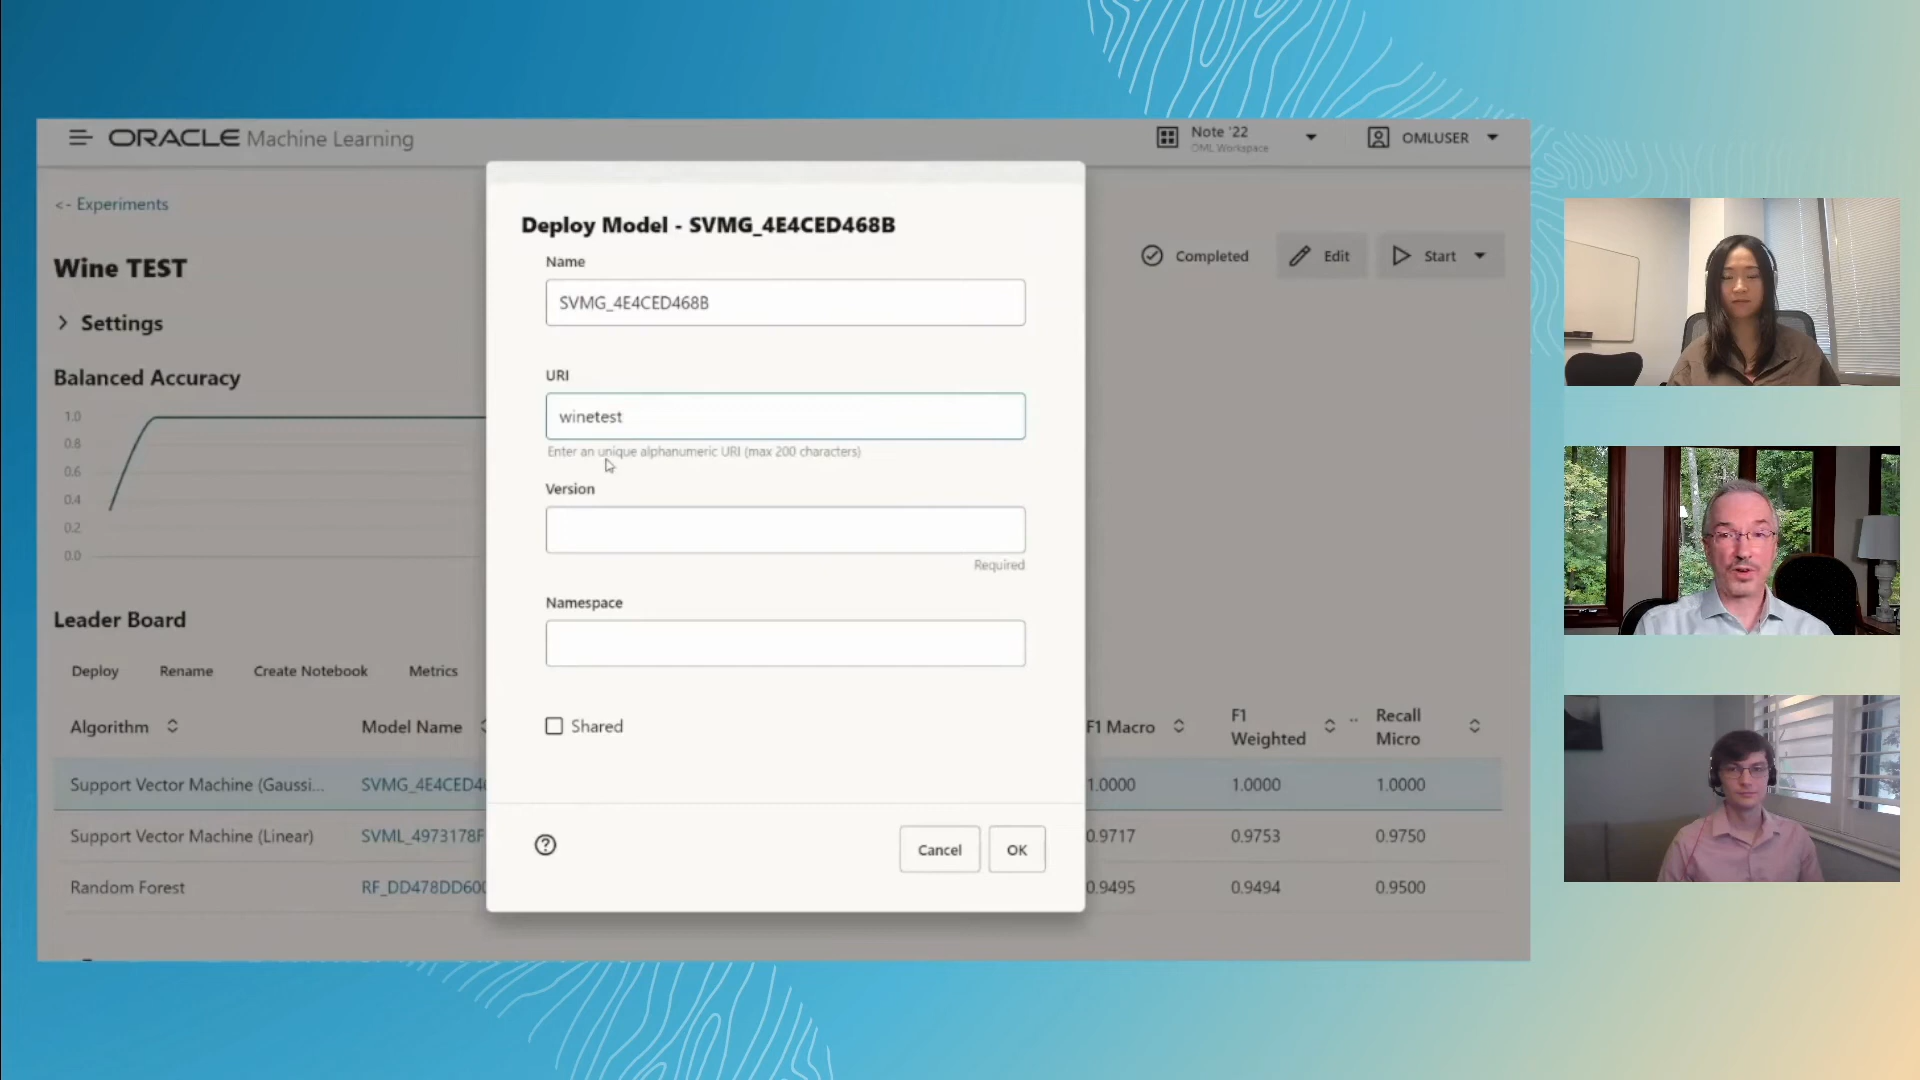 ORACLE Machine Learning
Note '22
OML Workspace
OMLUSER
<- Experiments
Wine TEST
Completed
Edit
Start
Settings
Balanced Accuracy
1.0
0.8
0.6
0.4
0.2
0.0
Leader Board
Deploy Rename Create Notebook Metrics
Algorithm Model Name F1 Macro F1 Weighted .. Recall Micro
Support Vector Machine (Gaussi... SVMG_4E4CED4 1.0000 1.0000 1.0000
Support Vector Machine (Linear) SVML_4973178F 0.9717 0.9753 0.9750
Random Forest RF_DD478DD600 0.9495 0.9494 0.9500
Deploy Model - SVMG_4E4CED468B
Name
SVMG_4E4CED468B
URI
winetest
Enter an unique alphanumeric URI (max 200 characters)
Version
Required
Namespace
Shared
?
Cancel
OK